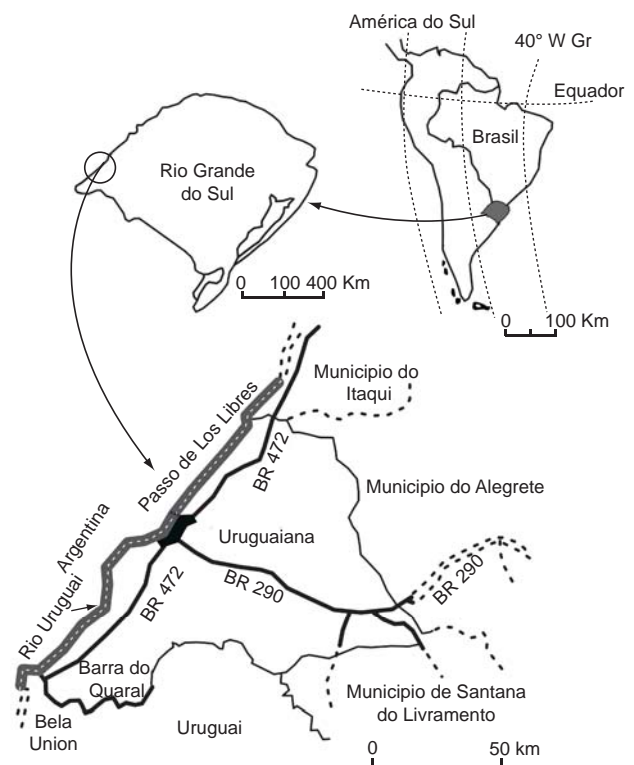 América do Sul
40° W Gr
Equador
Brasil
Rio Grande
do Sul
0 100 400 Km
0 100 Km
Municipio do
Itaqui
Passo de Los Libres
BR 472
Municipio do Alegrete
Argentina
Uruguaiana
BR 290
Rio Uruguai
BR 472
BR 290
Barra do
Quaral
Municipio de Santana
do Livramento
Bela
Union
Uruguai
0 50 km